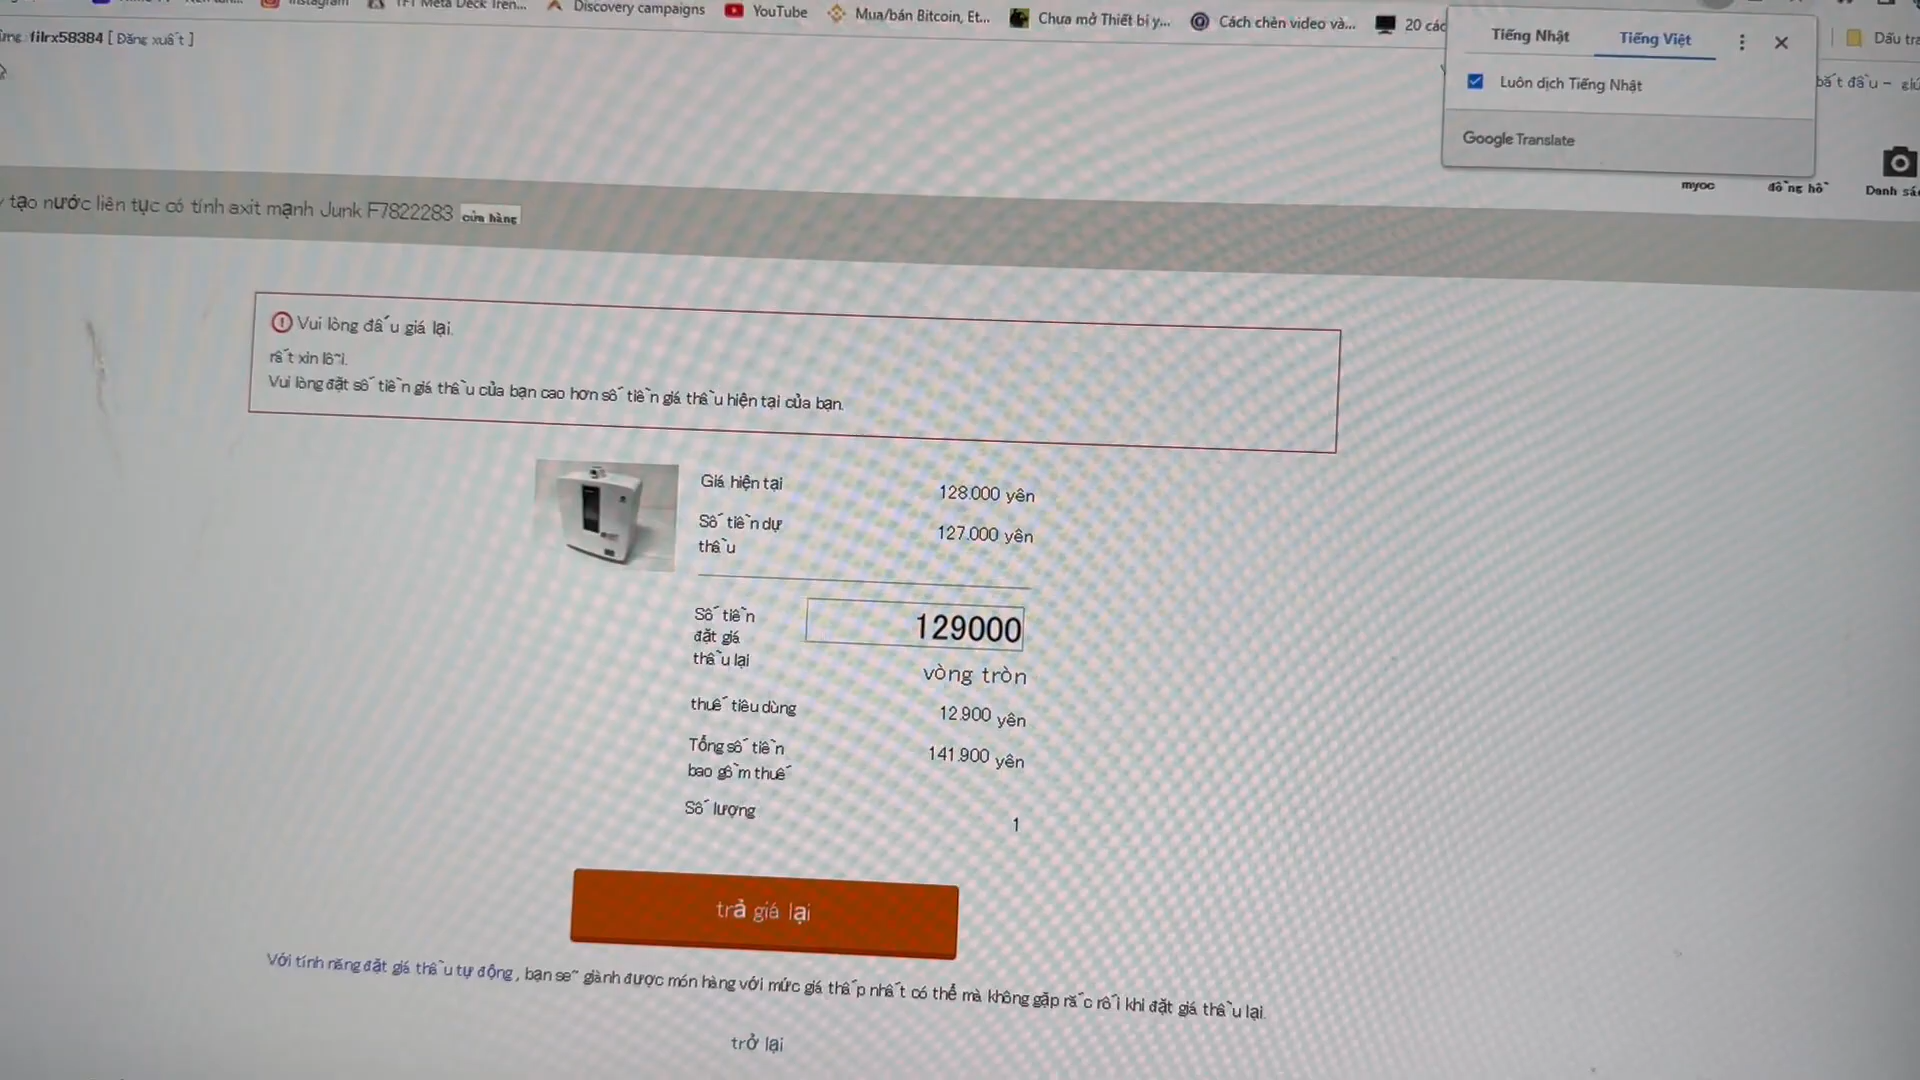 Instagram
TFT Meta Deck Tren...
Discovery campaigns
YouTube
Mua/bán Bitcoin, Et...
Chưa mở Thiết bị y...
Cách chèn video và...
20 các
Tiếng Nhật
Tiếng Việt
Dấu tra
filrx58384 [ Đăng xuất ]
Luôn dịch Tiếng Nhật
bắt đầu -
Google Translate
myoc
đồng hồ
Danh sác
tạo nước liên tục có tính axit mạnh Junk F7822283 cửa hàng
Vui lòng đấu giá lại.
rất xin lỗi.
Vui lòng đặt số tiền giá thầu của bạn cao hơn số tiền giá thầu hiện tại của bạn.
Giá hiện tại 128.000 yên
Số tiền dự thầu 127.000 yên
Số tiền đặt giá thầu lại 129000
vòng tròn
thuế tiêu dùng 12.900 yên
Tổng số tiền bao gồm thuế 141.900 yên
Số lượng 1
trả giá lại
Với tính năng đặt giá thầu tự động, bạn sẽ giành được món hàng với mức giá thấp nhất có thể mà không gặp rắc rối khi đặt giá thầu lại.
trở lại